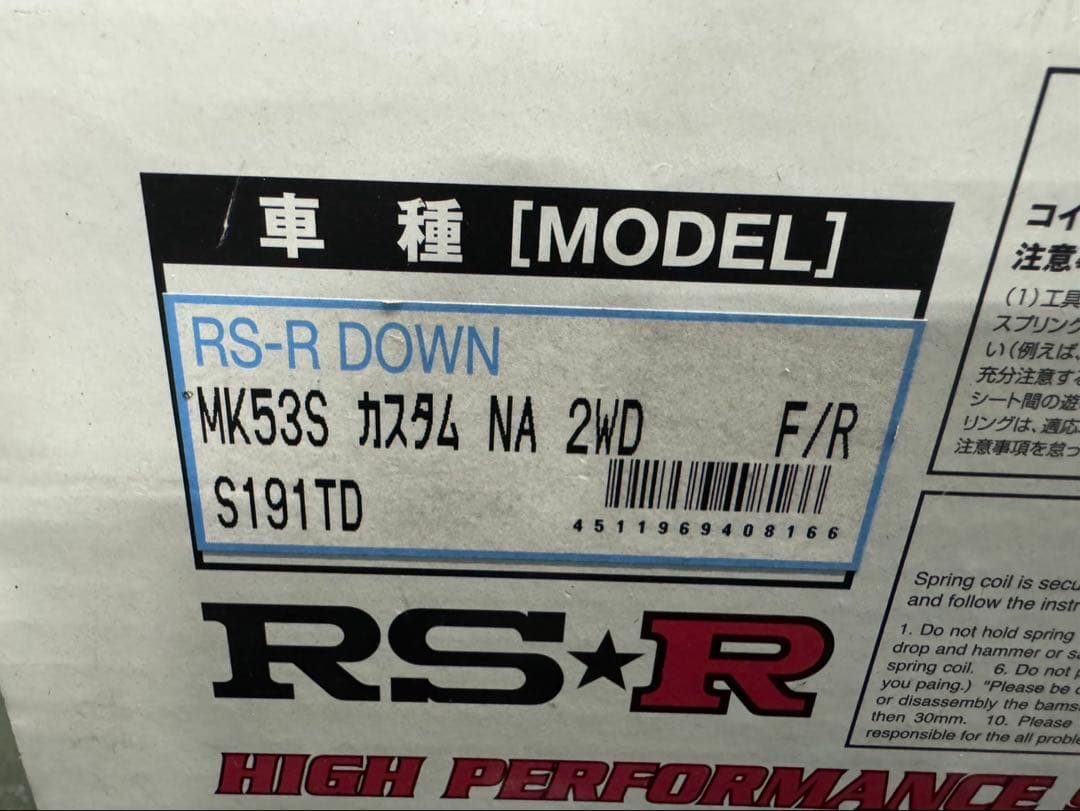 車種 [MODEL]
RS-R DOWN
MK53S カスタム NA 2WD F/R
S191TD
4511969408166
RS★R
HIGH PERFORMANCE
コイ
注意
(1)工具
スプリング
い(例えば、
充分注意する
シート間の遊
リングは、適応
注意事項を怠っ
Spring coil is secu
and follow the instr
1. Do not hold spring
drop and hammer or sa
spring coil. 6. Do not p
you paing.) "Please be c
or disassembly the bams
then 30mm. 10. Please
responsible for the all proble